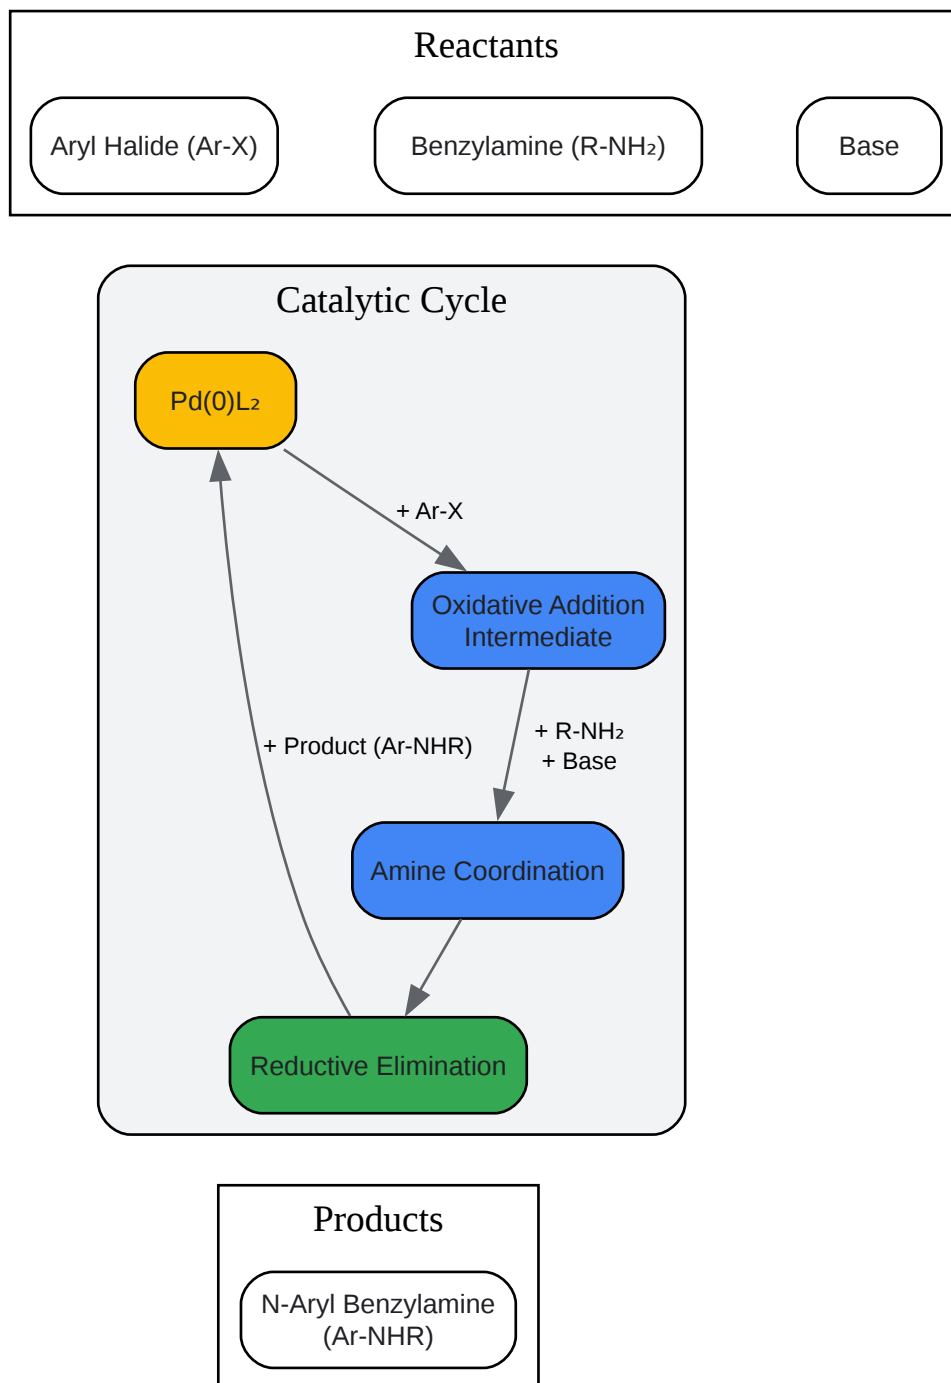 Reactants
Aryl Halide (Ar-X)
Benzylamine (R-NH₂)
Base
Catalytic Cycle
Pd(0)L₂
+ Ar-X
Oxidative Addition
Intermediate
+ Product (Ar-NHR)
+ R-NH₂
+ Base
Amine Coordination
Reductive Elimination
Products
N-Aryl Benzylamine
(Ar-NHR)